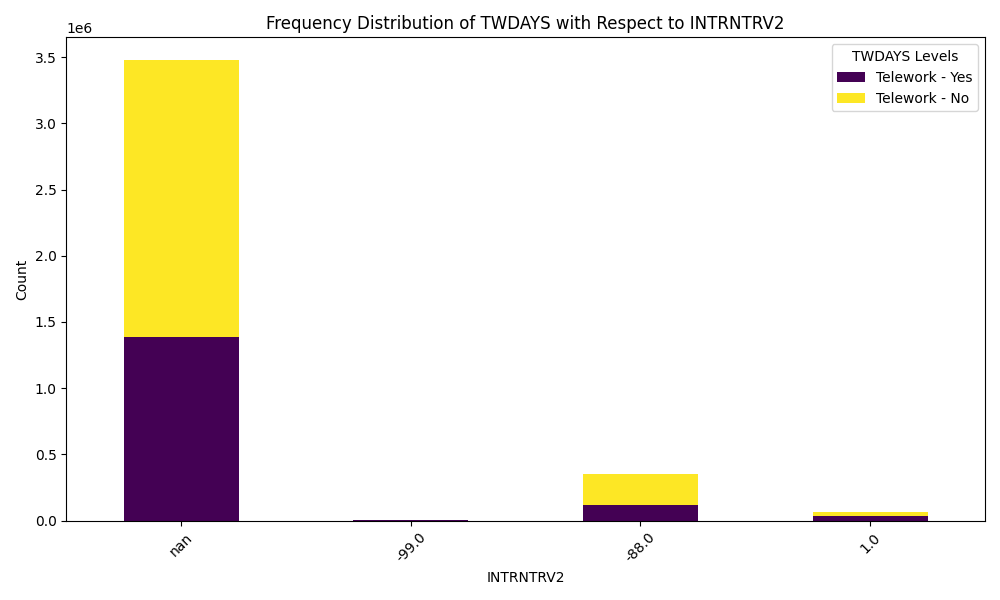 Frequency Distribution of TWDAYS with Respect to INTRNTRV2
1e6
3.5
3.0
2.5
2.0
1.5
1.0
0.5
0.0
Count
TWDAYS Levels
Telework - Yes
Telework - No
nan
-99.0
-88.0
1.0
INTRNTRV2